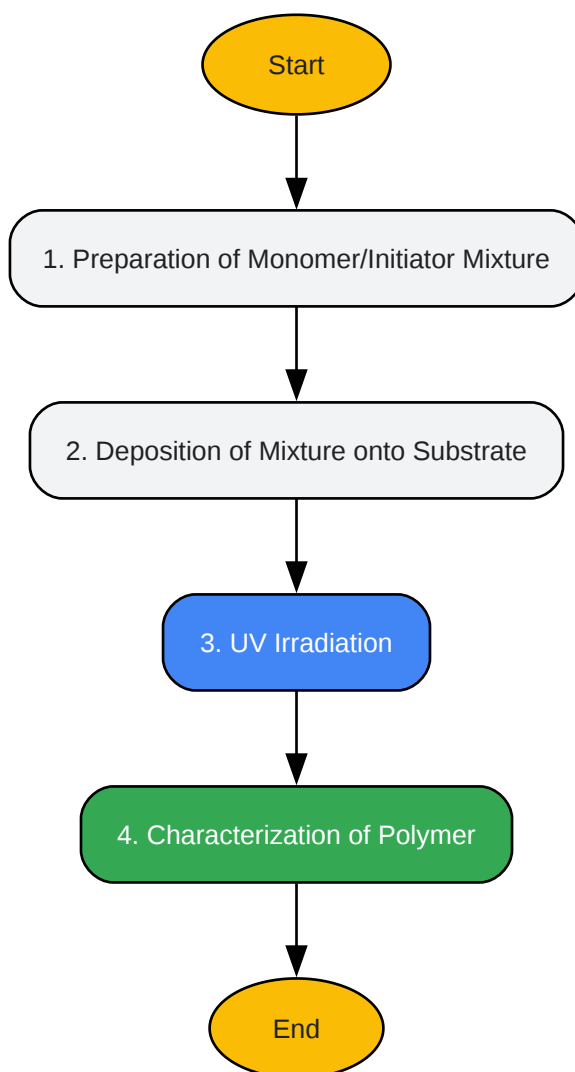 Start
1. Preparation of Monomer/Initiator Mixture
2. Deposition of Mixture onto Substrate
3. UV Irradiation
4. Characterization of Polymer
End